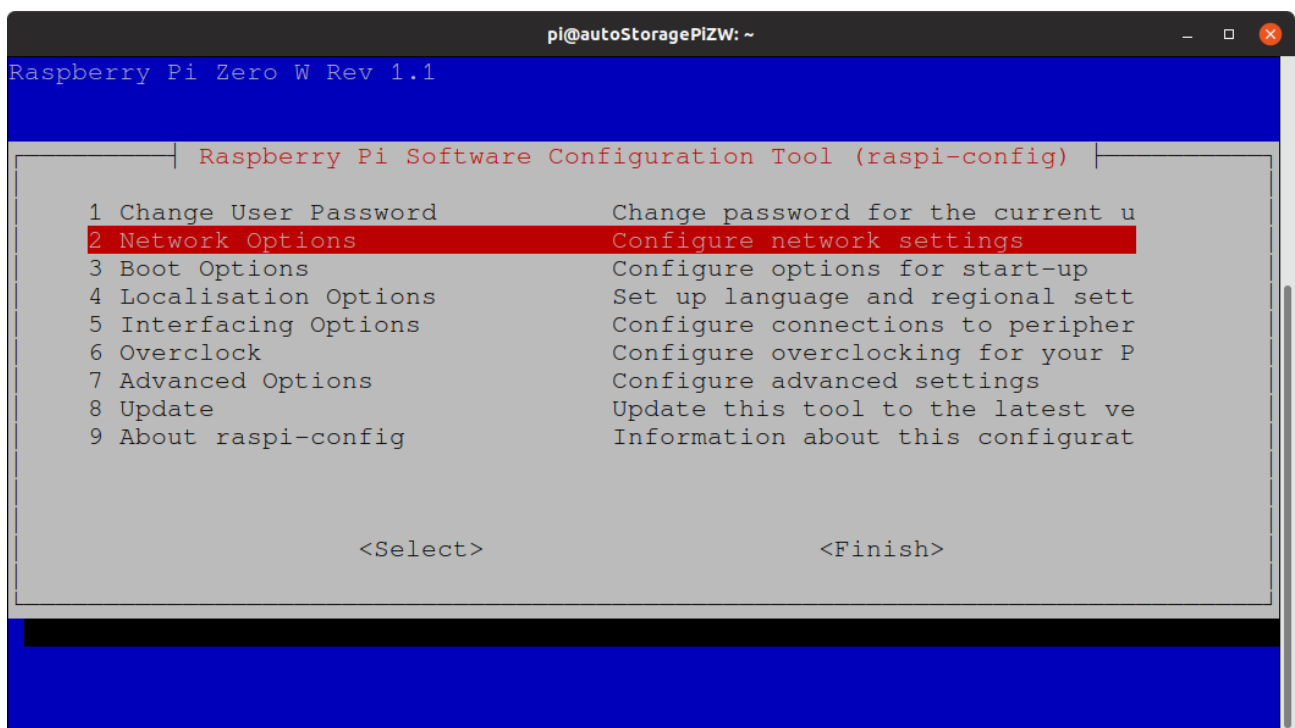 pi@autoStoragePiZW: ~
Raspberry Pi Zero W Rev 1.1
Raspberry Pi Software Configuration Tool (raspi-config)
1 Change User Password Change password for the current u
2 Network Options Configure network settings
3 Boot Options Configure options for start-up
4 Localisation Options Set up language and regional sett
5 Interfacing Options Configure connections to peripher
6 Overclock Configure overclocking for your P
7 Advanced Options Configure advanced settings
8 Update Update this tool to the latest ve
9 About raspi-config Information about this configurat
<Select> <Finish>